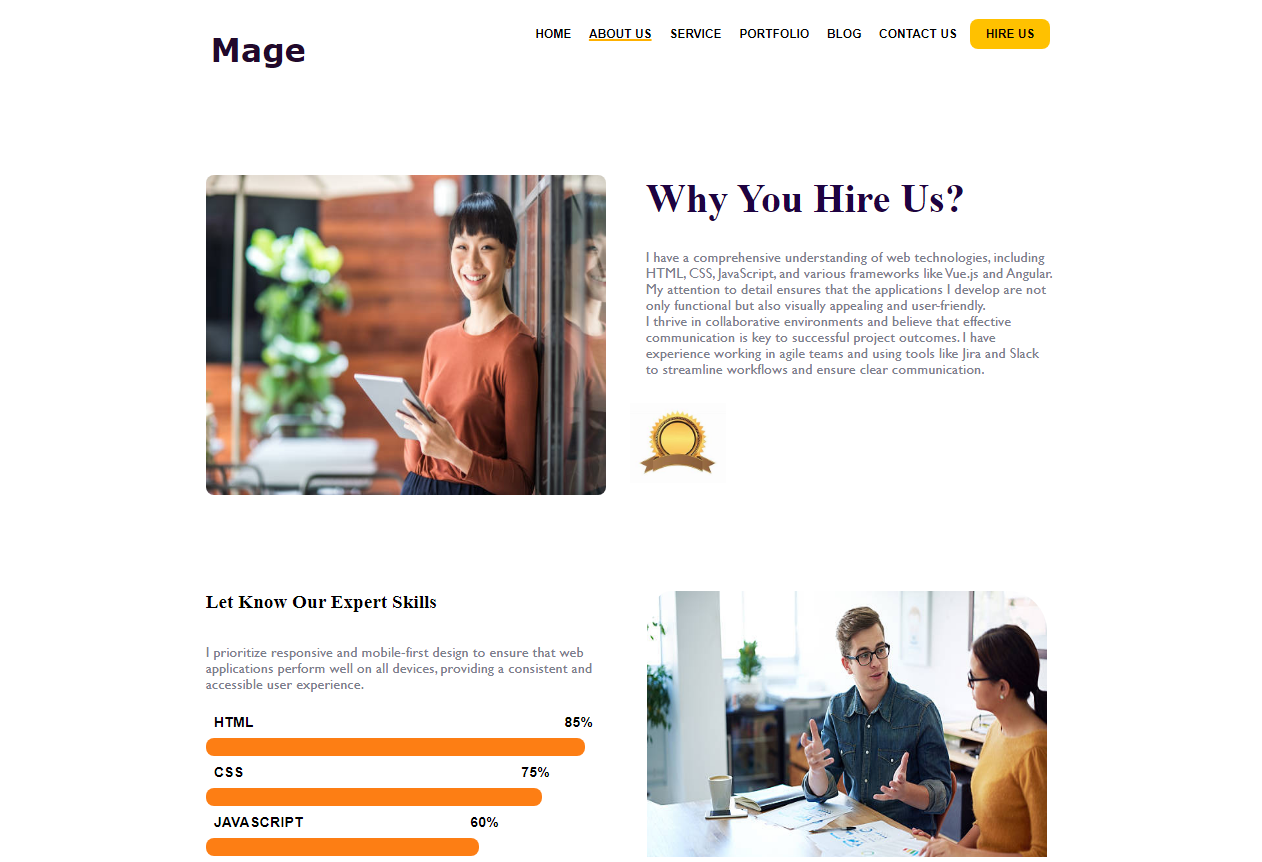 Mage
HOME ABOUT US SERVICE PORTFOLIO BLOG CONTACT US HIRE US
Why You Hire Us?
I have a comprehensive understanding of web technologies, including
HTML, CSS, JavaScript, and various frameworks like Vue.js and Angular.
My attention to detail ensures that the applications I develop are not
only functional but also visually appealing and user-friendly.
I thrive in collaborative environments and believe that effective
communication is key to successful project outcomes. I have
experience working in agile teams and using tools like Jira and Slack
to streamline workflows and ensure clear communication.
Let Know Our Expert Skills
I prioritize responsive and mobile-first design to ensure that web
applications perform well on all devices, providing a consistent and
accessible user experience.
HTML 85%
CSS 75%
JAVASCRIPT 60%